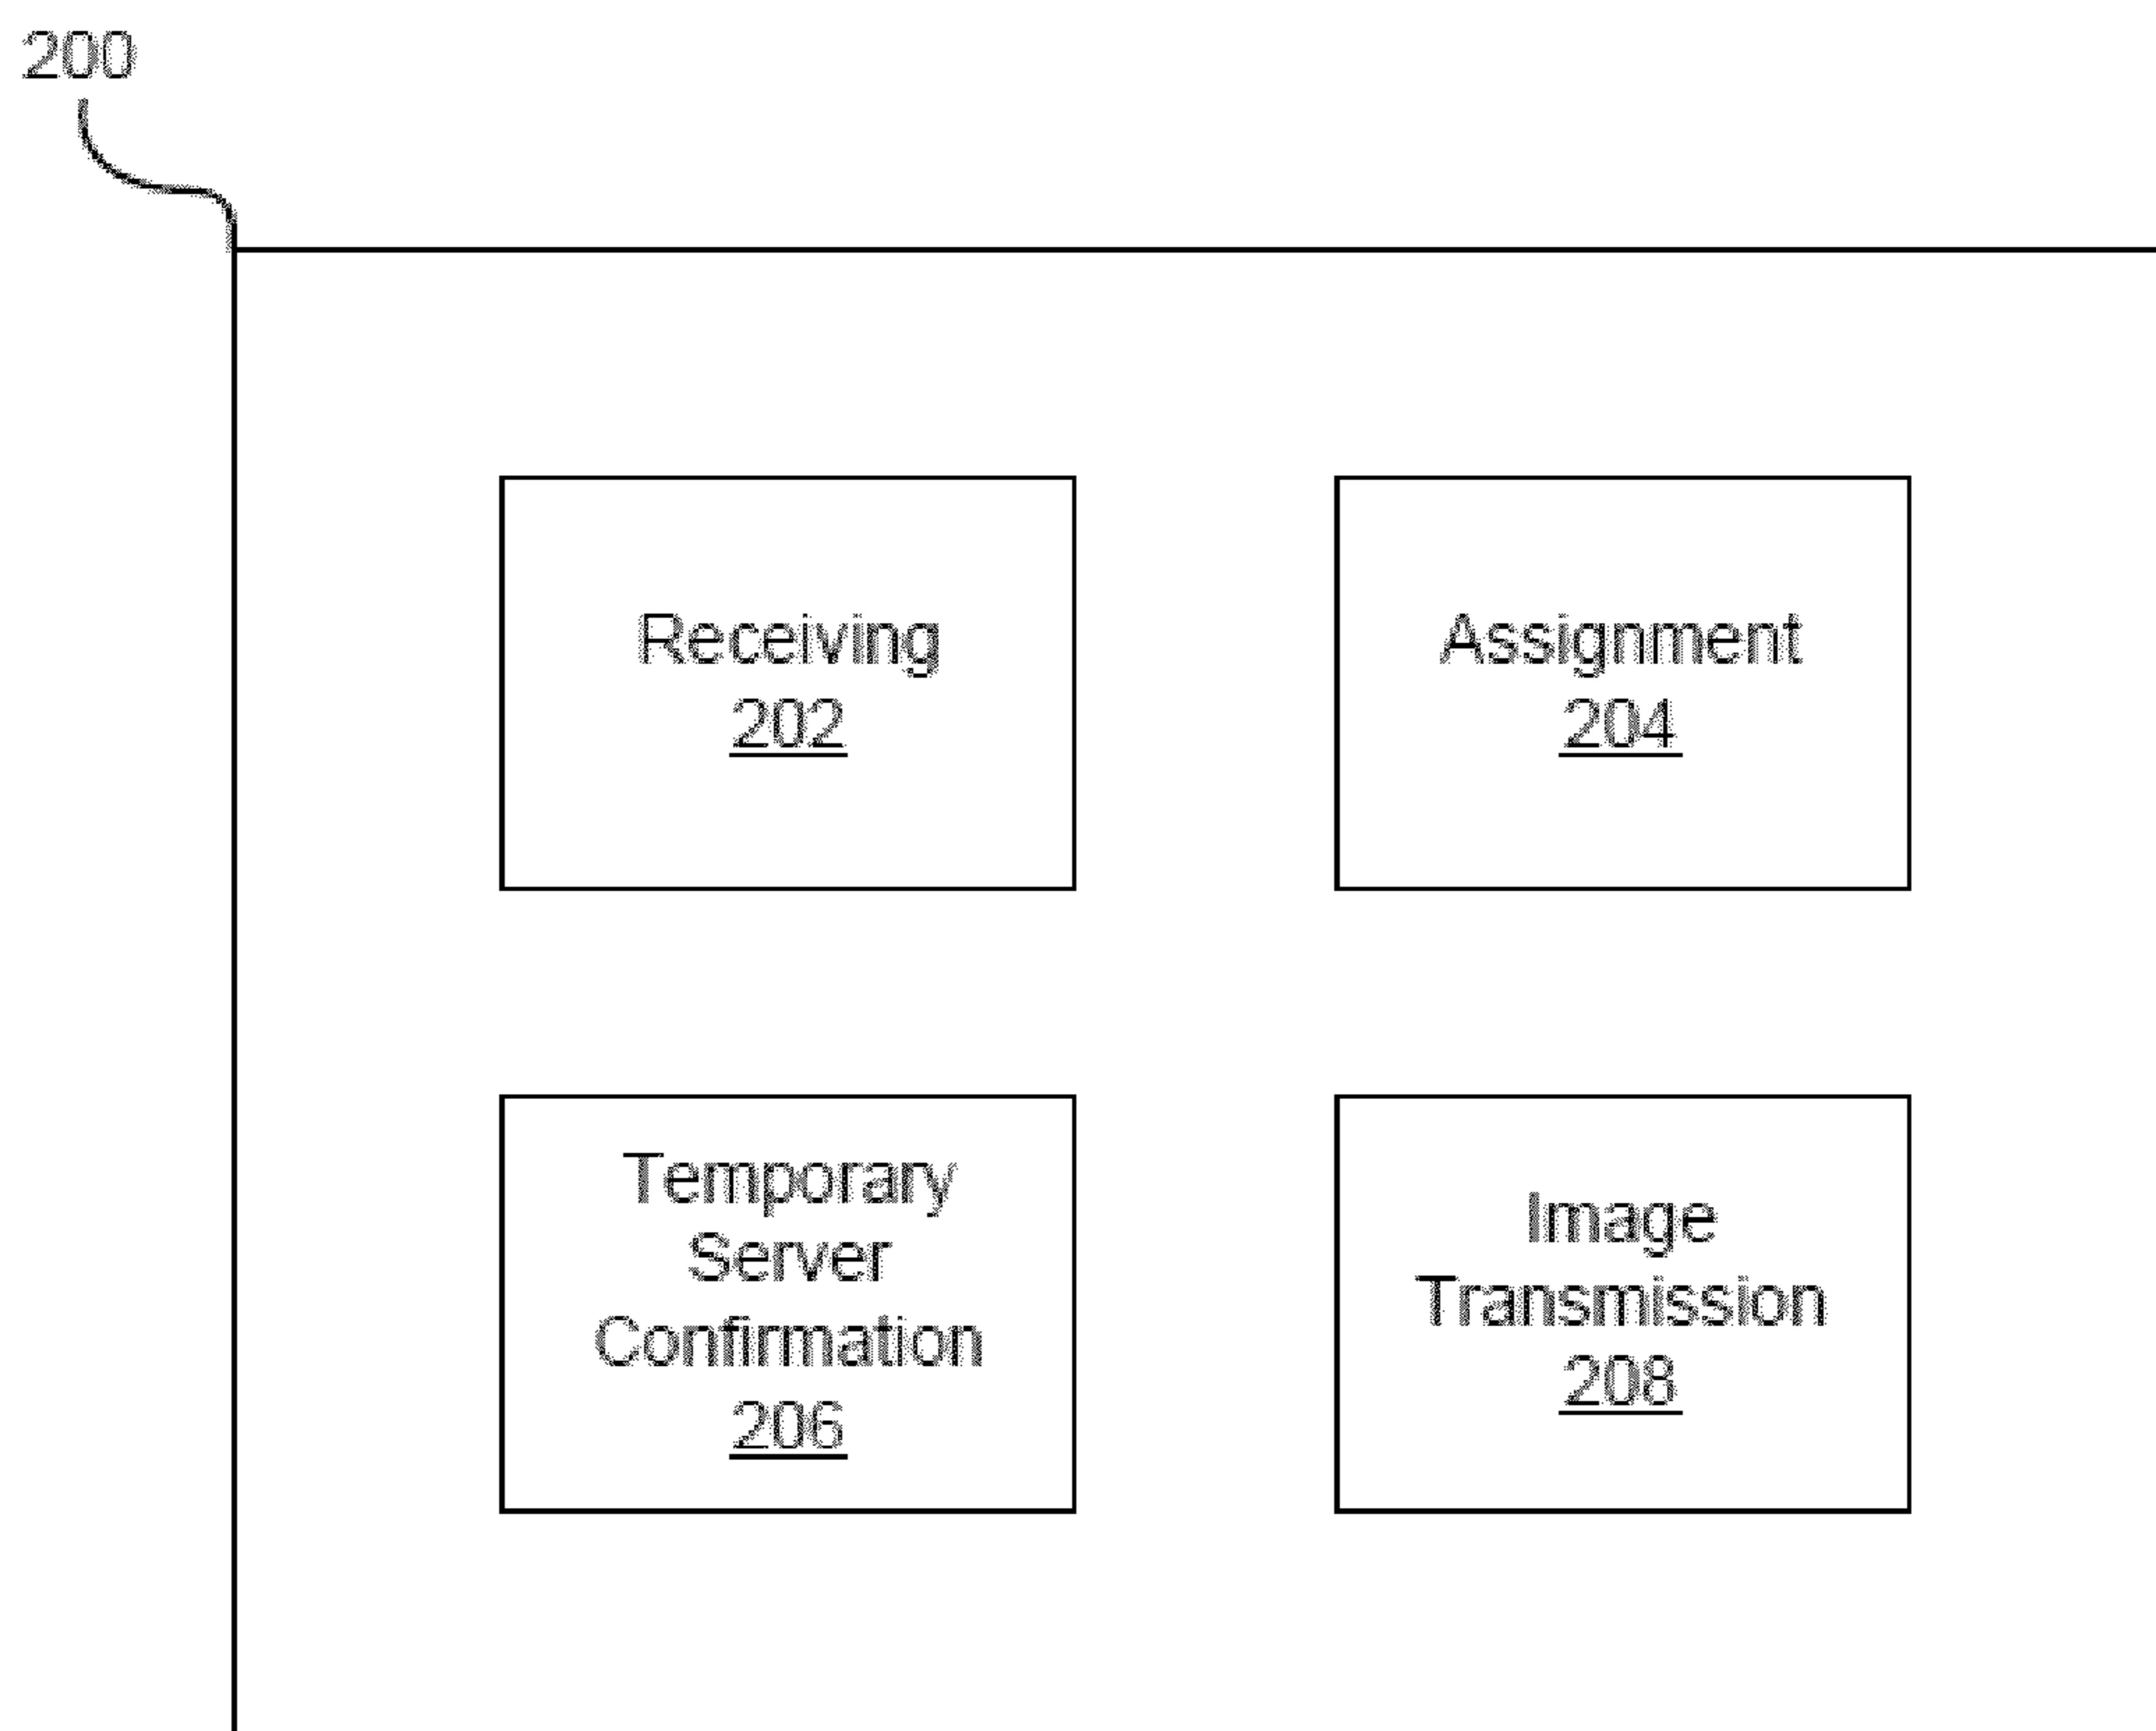 200
Receiving
202
Assignment
204
Temporary
Server
Confirmation
206
Image
Transmission
208